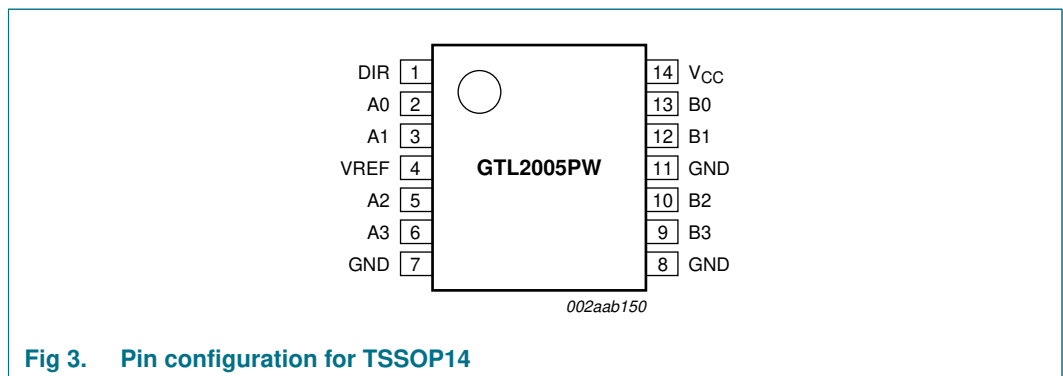 DIR 1 14 VCC
A0 2 13 B0
A1 3 12 B1
VREF 4 GTL2005PW 11 GND
A2 5 10 B2
A3 6 9 B3
GND 7 8 GND
002aab150
Fig 3. Pin configuration for TSSOP14